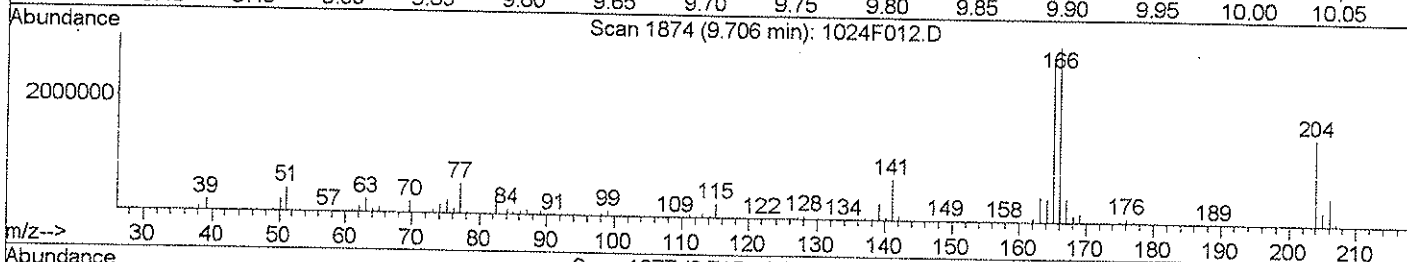 9.65 9.70 9.75 9.80 9.85 9.90 9.95 10.00 10.05
Abundance
Scan 1874 (9.706 min): 1024F012.D
166
2000000
204
141
77
51
39 57 63 70 84 91 99 109 115 122 128 134 149 158 176 189
m/z--> 30 40 50 60 70 80 90 100 110 120 130 140 150 160 170 180 190 200 210
Abundance